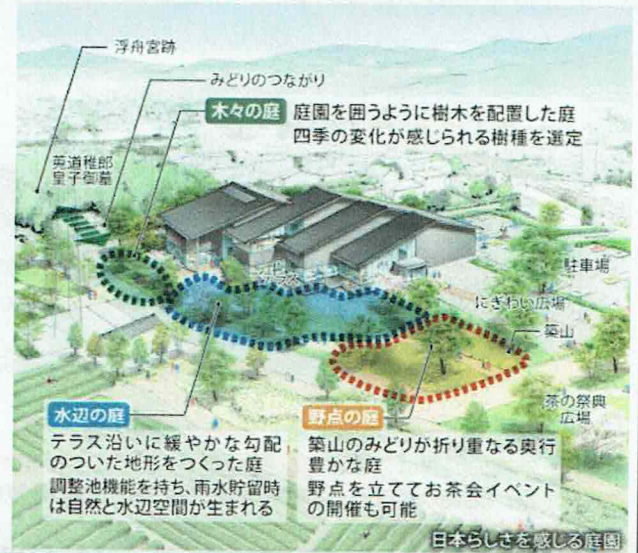 浮舟宮跡
みどりのつながり
木々の庭
庭園を囲うように樹木を配置した庭
四季の変化が感じられる樹種を選定
莵道稚郎
皇子御墓
テラス
駐車場
にぎわい広場
築山
茶の祭典
広場
水辺の庭
テラス沿いに緩やかな勾配
のついた地形をつくった庭
調整池機能を持ち、雨水貯留時
は自然と水辺空間が生まれる
野点の庭
築山のみどりが折り重なる奥行
豊かな庭
野点を立ててお茶会イベント
の開催も可能
日本らしさを感じる庭園